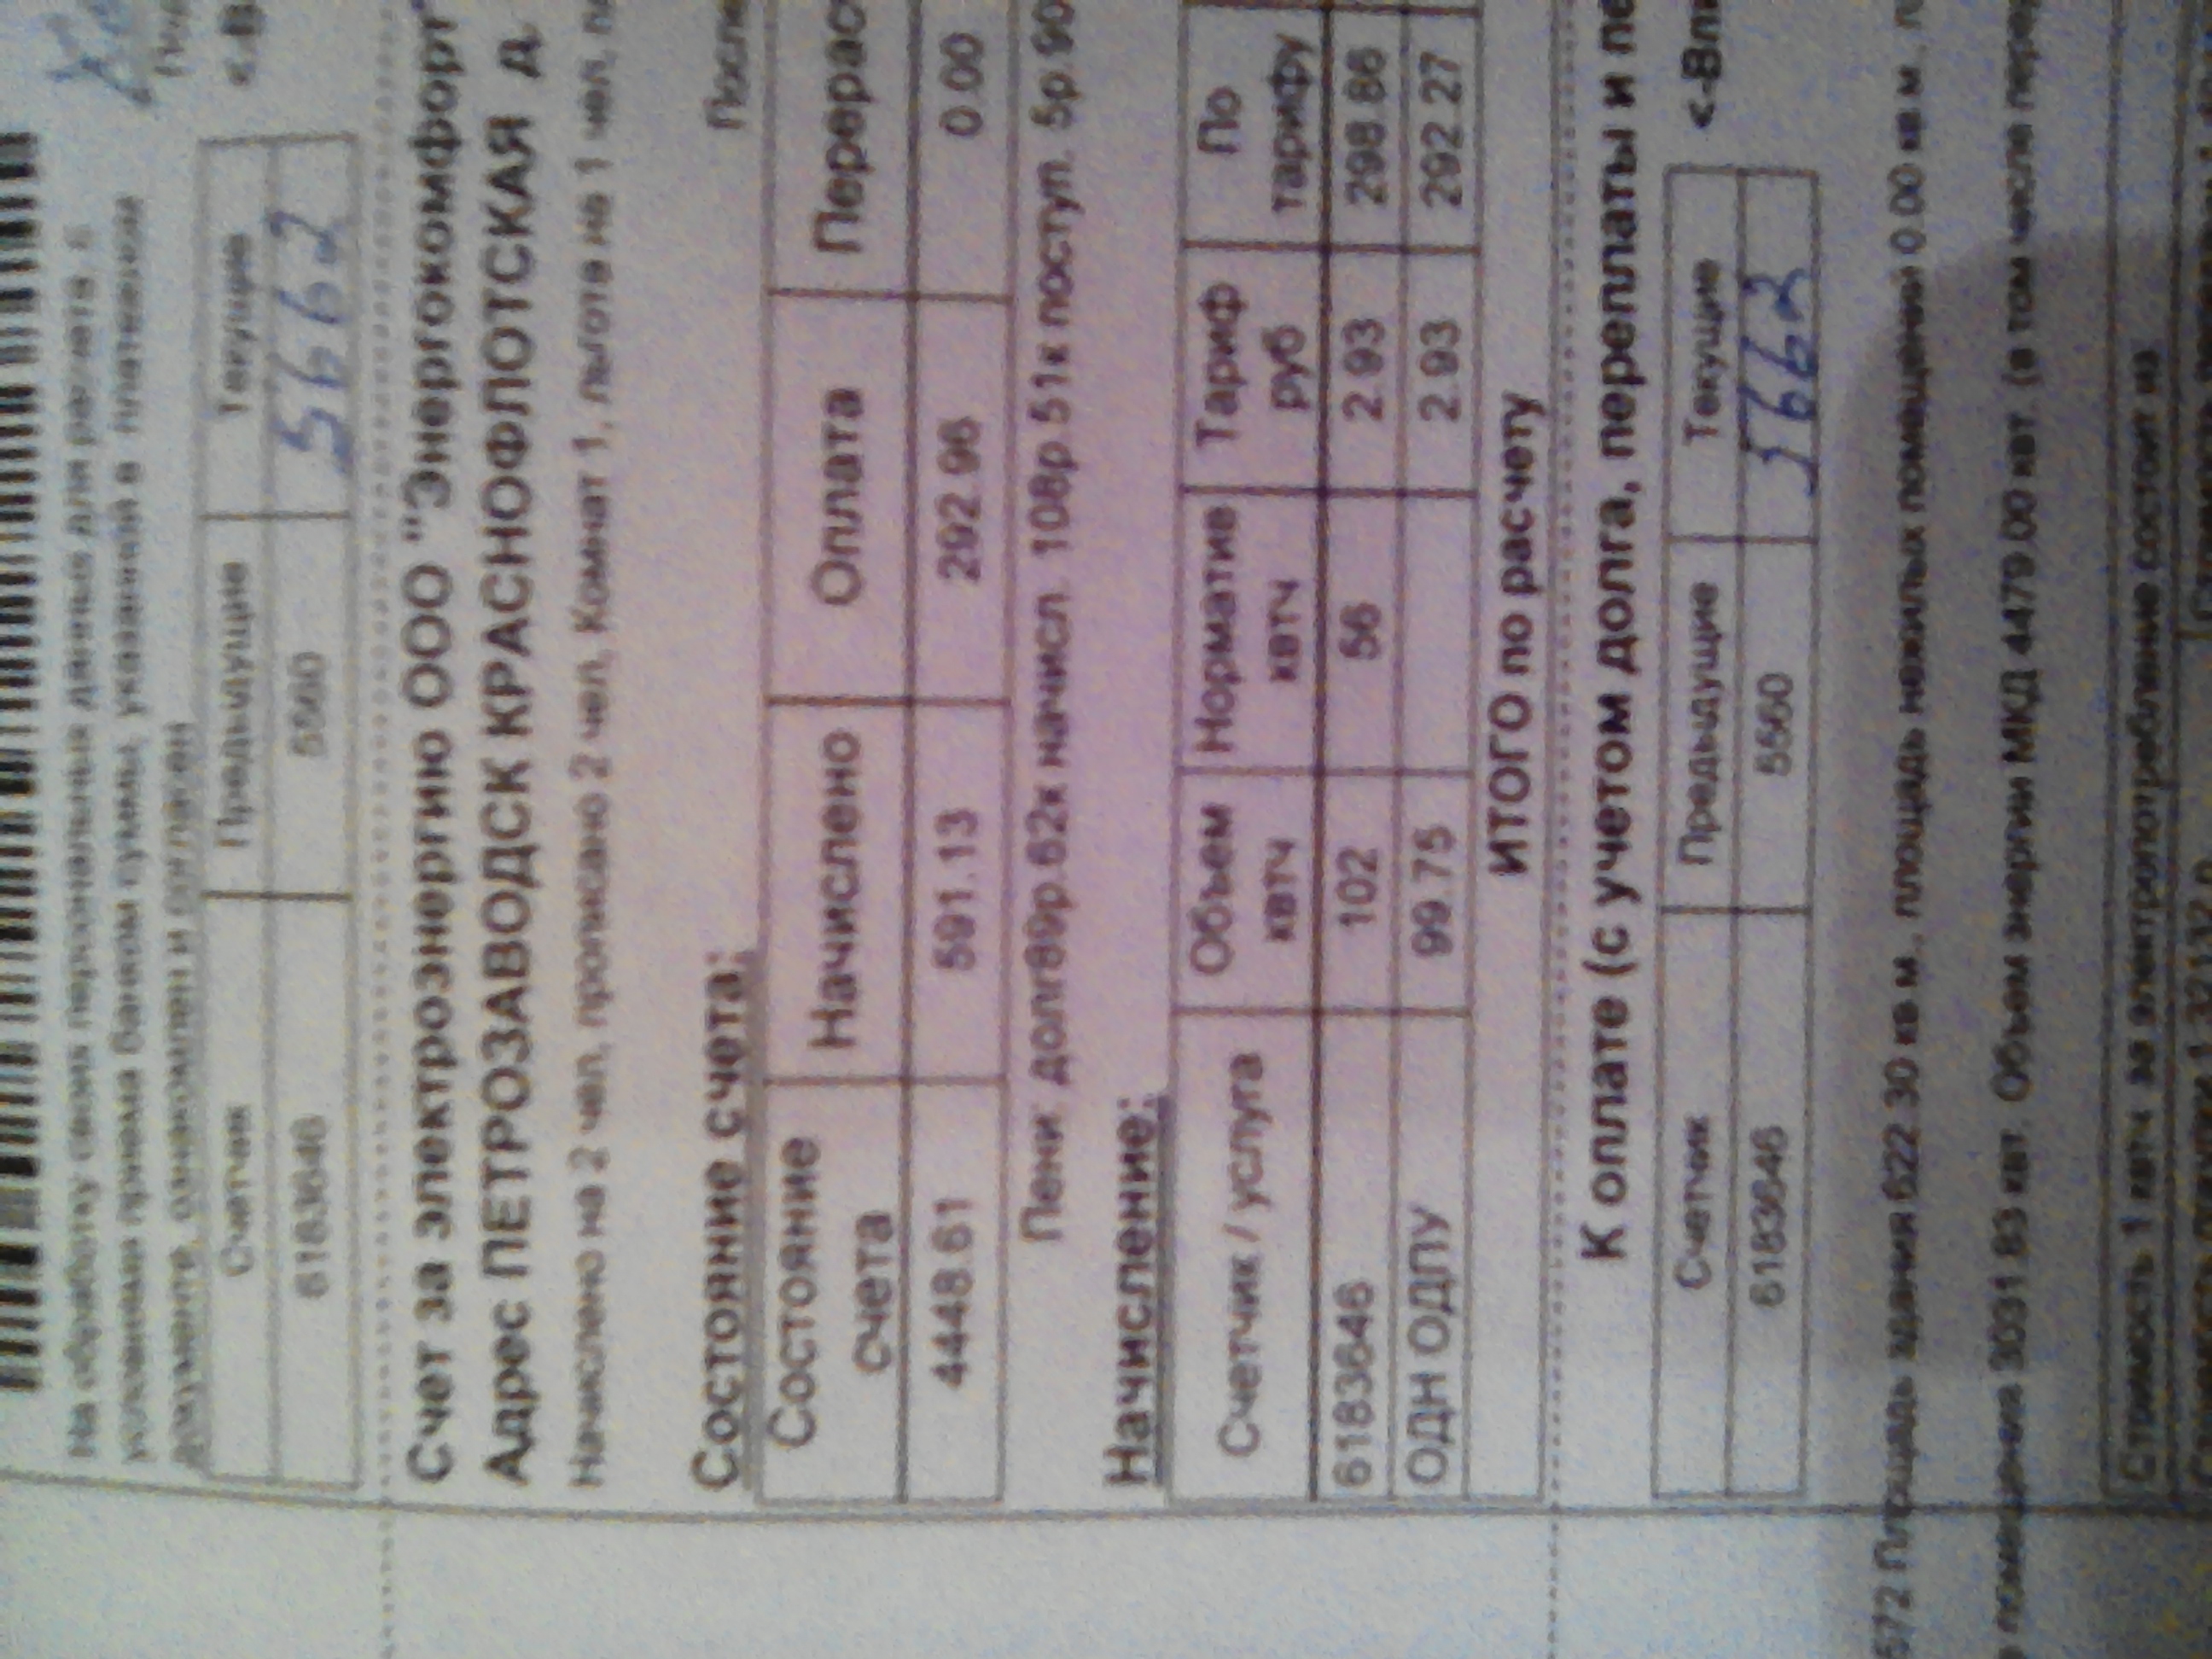 На обработку своих персональных данных для расчета. С
условиями приема банком суммы, указанной в платежном
документе, ознакомлен и согласен
Счетчик Предыдущие Текущие
6183646 5560 5662
Счет за электроэнергию ООО "Энергокомфорт"
Адрес ПЕТРОЗАВОДСК КРАСНОФЛОТСКАЯ д.
Начислено на 2 чел, прописано 2 чел, Комнат 1, льгота на 1 чел,
Состояние счета:
Состояние счета Начислено Оплата Перерас
4448.61 591.13 292.96 0.00
Пени: долг89р.62к начисл. 108р.51к поступ. 5р.90
Начисление:
Счетчик / услуга Объем квтч Норматив квтч Тариф руб По тарифу
6183646 102 56 2.93 298.86
ОДН ОДПУ 99.75 2.93 292.27
ИТОГО по расчету
К оплате (с учетом долга, переплаты и пе
Счетчик Предыдущие Текущие <-Впи
6183646 5560 5662
572 Площадь здания 622.30 кв.м., площадь нежилых помещений 0.00 кв.м.,
помещения 3031.83 квт. Объем энергии МКД 4479.00 квт. (в том числе пере
Стоимость 1 квтч за электропотребление состоит из